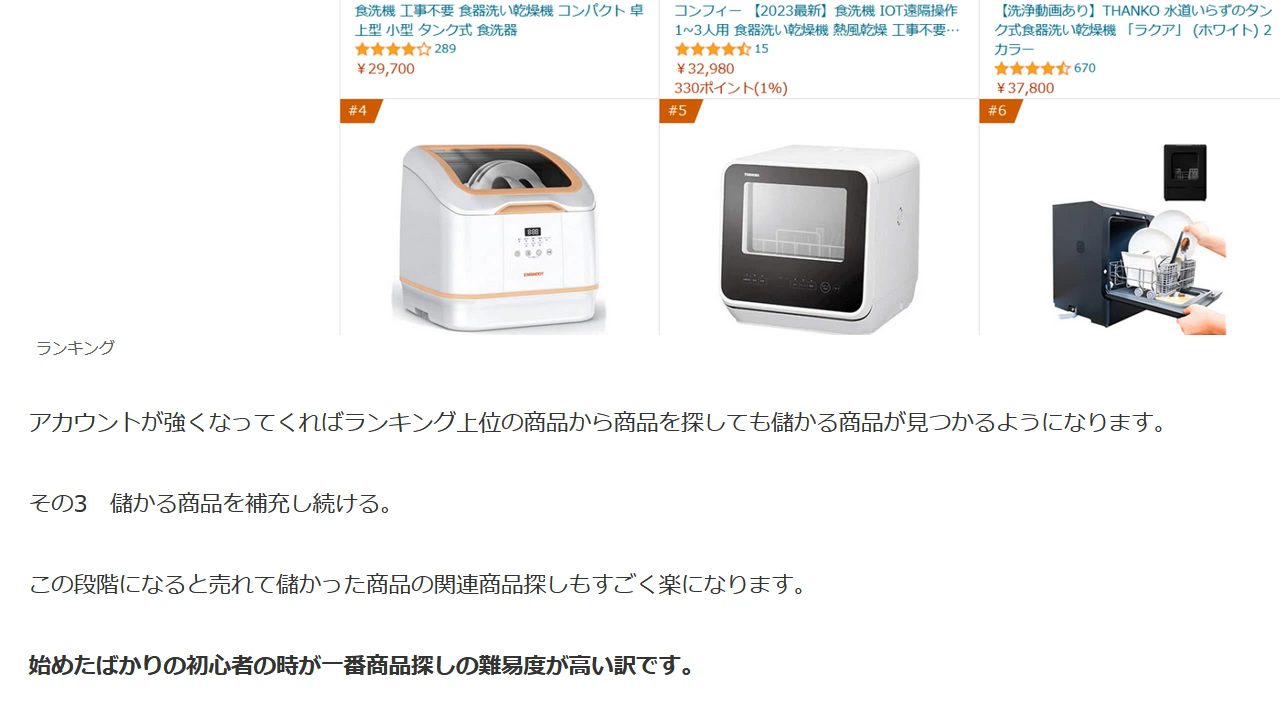 食洗機 工事不要 食器洗い乾燥機 コンパクト 卓
上型 小型 タンク式 食洗器
289
￥29,700
コンフィー 【2023最新】食洗機 IOT遠隔操作
1~3人用 食器洗い乾燥機 熱風乾燥 工事不要…
15
￥32,980
330ポイント(1%)
【洗浄動画あり】THANKO 水道いらずのタン
ク式食器洗い乾燥機 「ラクア」 (ホワイト) 2
カラー
670
￥37,800
#4
#5
#6
TOSHIBA
ランキング
アカウントが強くなってくればランキング上位の商品から商品を探しても儲かる商品が見つかるようになります。
その3　儲かる商品を補充し続ける。
この段階になると売れて儲かった商品の関連商品探しもすごく楽になります。
始めたばかりの初心者の時が一番商品探しの難易度が高い訳です。